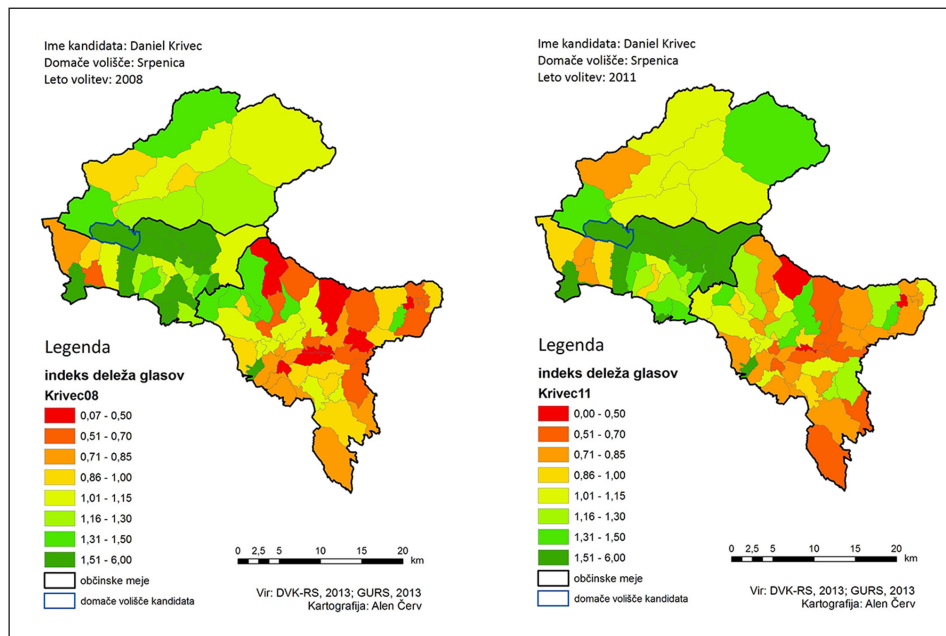 Ime kandidata: Daniel Krivec
Domače volišče: Srpenica
Leto volitev: 2008
Legenda
indeks deleža glasov
Krivec08
0,07 - 0,50
0,51 - 0,70
0,71 - 0,85
0,86 - 1,00
1,01 - 1,15
1,16 - 1,30
1,31 - 1,50
1,51 - 6,00
občinske meje
domače volišče kandidata
0 2,5 5 10 15 20
km
Vir: DVK-RS, 2013; GURS, 2013
Kartografija: Alen Červ
Ime kandidata: Daniel Krivec
Domače volišče: Srpenica
Leto volitev: 2011
Legenda
indeks deleža glasov
Krivec11
0,00 - 0,50
0,51 - 0,70
0,71 - 0,85
0,86 - 1,00
1,01 - 1,15
1,16 - 1,30
1,31 - 1,50
1,51 - 6,00
občinske meje
domače volišče kandidata
0 2,5 5 10 15 20
km
Vir: DVK-RS, 2013; GURS, 2013
Kartografija: Alen Červ